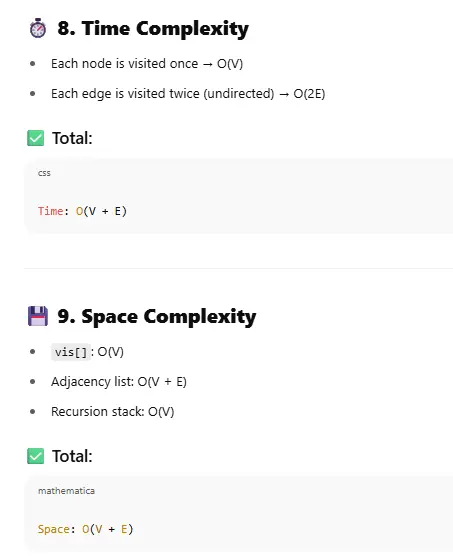 ⏱️ 8. Time Complexity
• Each node is visited once → O(V)
• Each edge is visited twice (undirected) → O(2E)
✅ Total:
css
Time: O(V + E)
💾 9. Space Complexity
• vis[]: O(V)
• Adjacency list: O(V + E)
• Recursion stack: O(V)
✅ Total:
mathematica
Space: O(V + E)